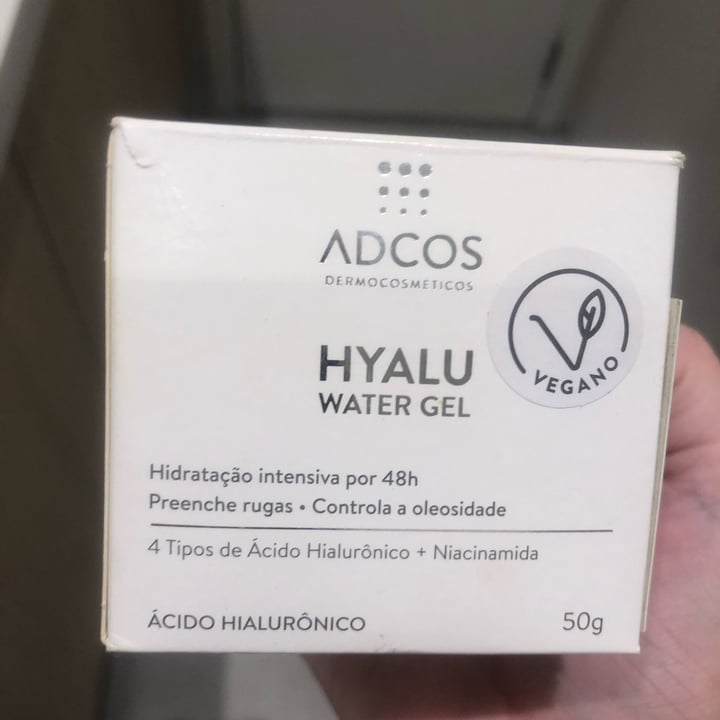 ADCOS
DERMOCOSMÉTICOS
HYALU
WATER GEL
VEGANO
Hidratação intensiva por 48h
Preenche rugas • Controla a oleosidade
4 Tipos de Ácido Hialurônico + Niacinamida
ÁCIDO HIALURÔNICO 50g